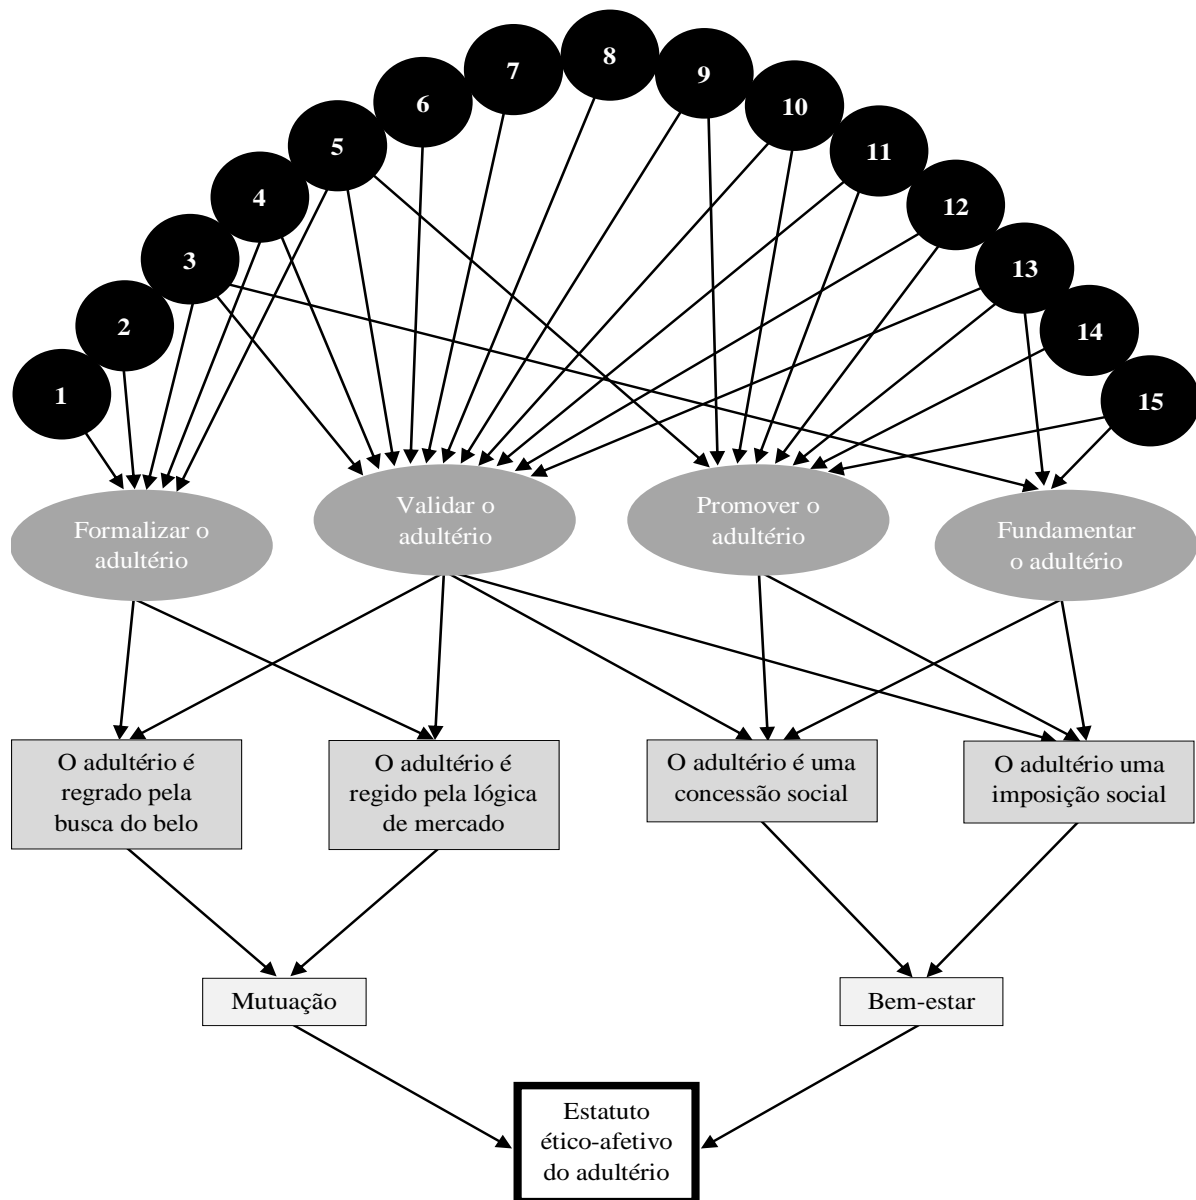 1
2
3
4
5
6
7
8
9
10
11
12
13
14
15
Formalizar o
adultério
Validar o
adultério
Promover o
adultério
Fundamentar
o adultério
O adultério é
regrado pela
busca do belo
O adultério é
regido pela lógica
de mercado
O adultério é uma
concessão social
O adultério uma
imposição social
Mutuação
Bem-estar
Estatuto
ético-afetivo
do adultério